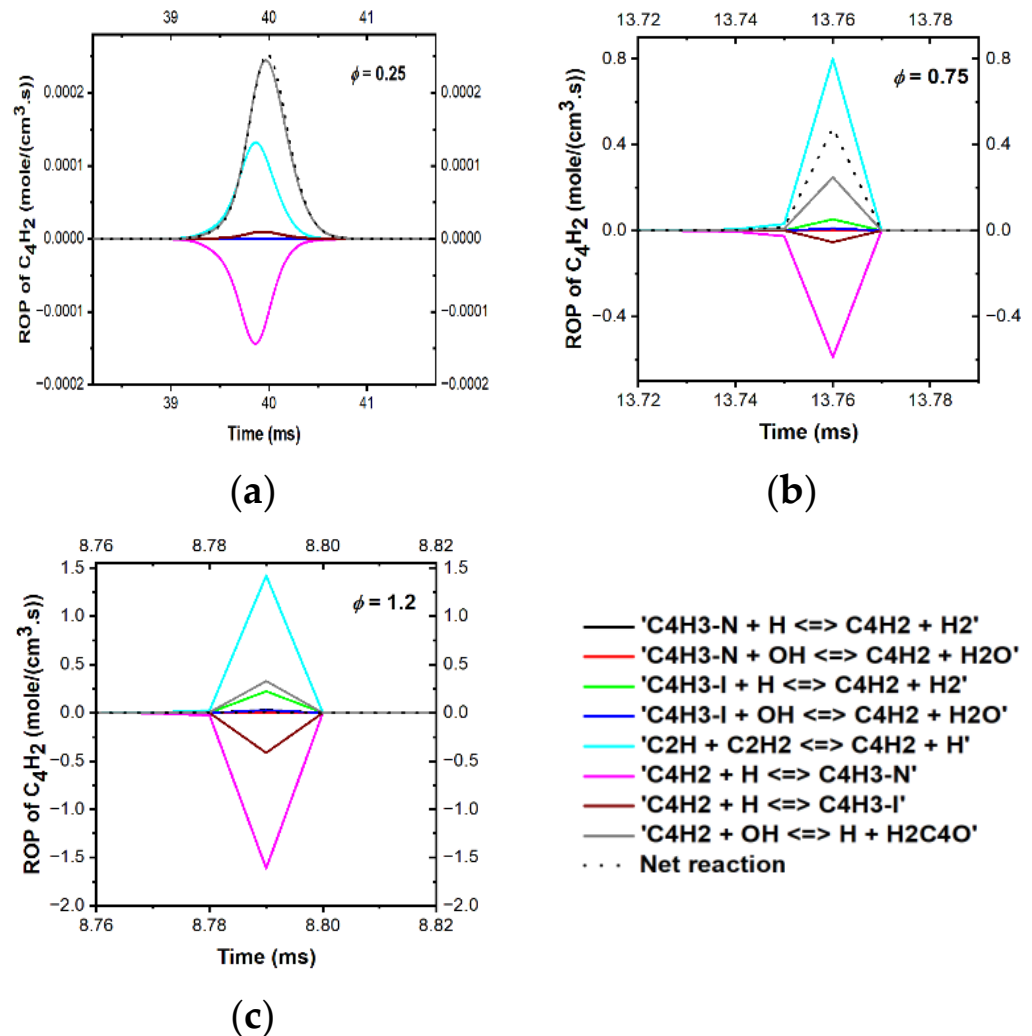 39 40 41
ROP of C4H2 (mole/(cm3.s)
0.0002 0.0002
0.0001 0.0001
0.0000 0.0000
−0.0001 −0.0001
−0.0002 −0.0002
ϕ = 0.25
39 40 41
Time (ms)
(a)
13.72 13.74 13.76 13.78
ROP of C4H2 (mole/(cm3.s)
0.8 0.8
0.4 0.4
0.0 0.0
−0.4 −0.4
ϕ = 0.75
13.72 13.74 13.76 13.78
Time (ms)
(b)
8.76 8.78 8.80 8.82
ROP of C4H2 (mole/(cm3.s)
1.5 1.5
1.0 1.0
0.5 0.5
0.0 0.0
−0.5 −0.5
−1.0 −1.0
−1.5 −1.5
−2.0 −2.0
ϕ = 1.2
8.76 8.78 8.80 8.82
Time (ms)
(c)
'C4H3-N + H <=> C4H2 + H2'
'C4H3-N + OH <=> C4H2 + H2O'
'C4H3-I + H <=> C4H2 + H2'
'C4H3-I + OH <=> C4H2 + H2O'
'C2H + C2H2 <=> C4H2 + H'
'C4H2 + H <=> C4H3-N'
'C4H2 + H <=> C4H3-I'
'C4H2 + OH <=> H + H2C4O'
Net reaction